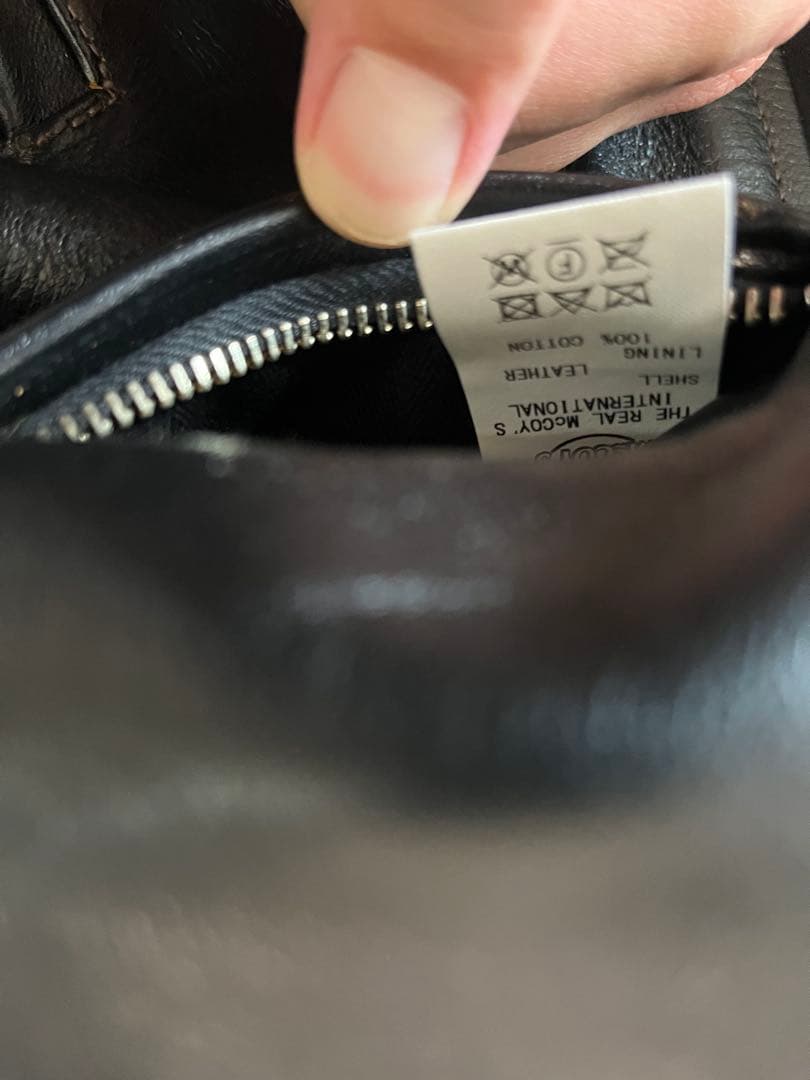 THE REAL McCOY'S
INTERNATIONAL
SHELL LEATHER
LINING
100% COTTON
F